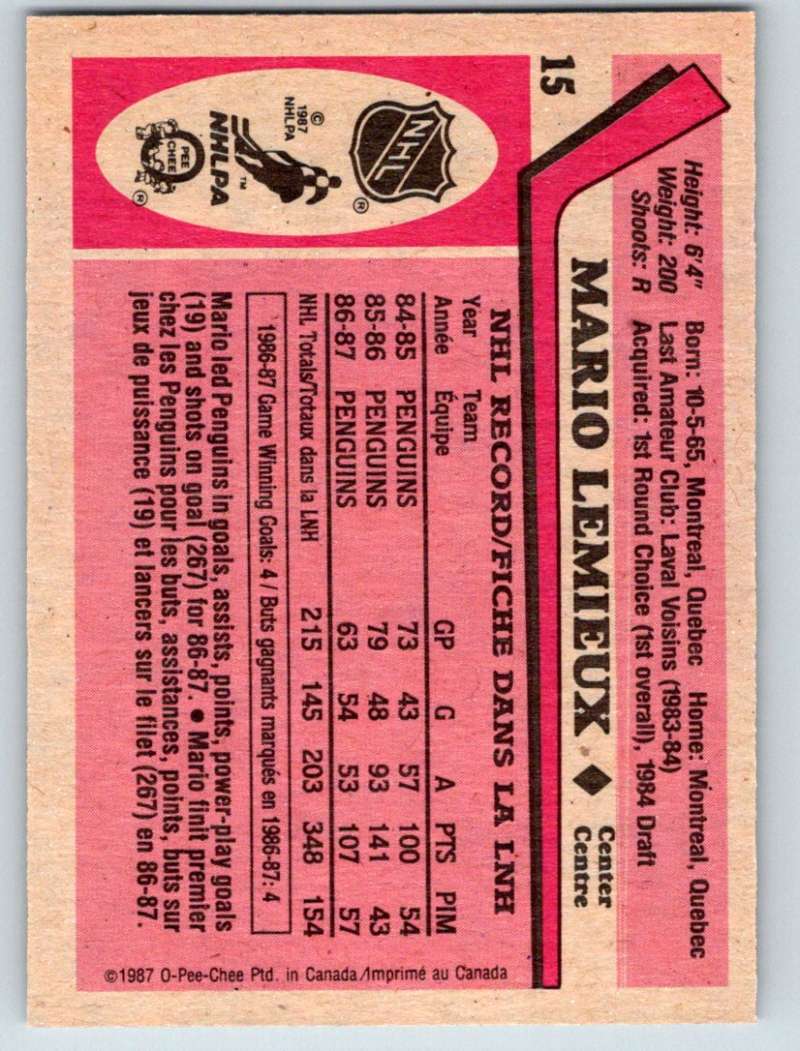 15
Height: 6'4" Born: 10-5-65, Montreal, Quebec Home: Montreal, Quebec
Weight: 200 Last Amateur Club: Laval Voisins (1983-84)
Shoots: R Acquired: 1st Round Choice (1st overall), 1984 Draft
MARIO LEMIEUX ◆ Center
Centre
NHL
®
© 1987 NHLPA
™
NHLPA
O PEE CHEE
®
NHL RECORD/FICHE DANS LA LNH
Year Team GP G A PTS PIM
Année Équipe
84-85 PENGUINS 73 43 57 100 54
85-86 PENGUINS 79 48 93 141 43
86-87 PENGUINS 63 54 53 107 57
NHL Totals/Totaux dans la LNH 215 145 203 348 154
1986-87 Game Winning Goals: 4 / Buts gagnants marqués en 1986-87: 4
Mario led Penguins in goals, assists, points, power-play goals
(19) and shots on goal (267) for 86-87. ● Mario finit premier
chez les Penguins pour les buts, assistances, points, buts sur
jeux de puissance (19) et lancers sur le filet (267) en 86-87.
©1987 O-Pee-Chee Ptd. in Canada/Imprimé au Canada